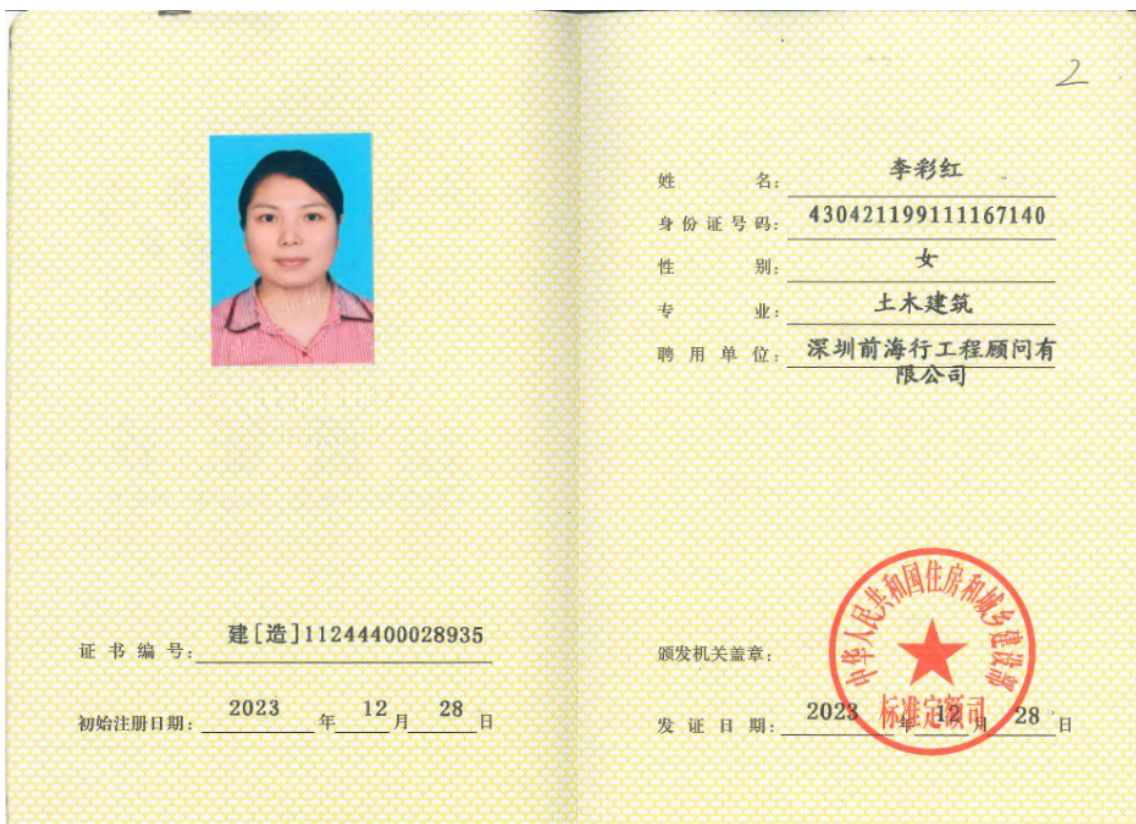 证书编号：建[造]11244400028935
初始注册日期：2023年12月28日
2
姓名：李彩红
身份证号码：430421199111167140
性别：女
专业：土木建筑
聘用单位：深圳前海行工程顾问有
限公司
颁发机关盖章：
中华人民共和国住房和城乡建设部
标准定额司
发证日期：2023年12月28日